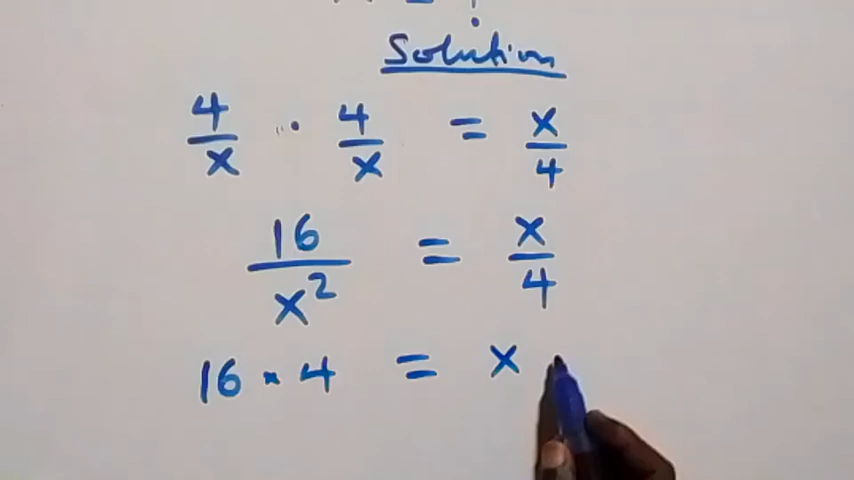 Solution
4/x · 4/x = x/4
16/x² = x/4
16 × 4 = x